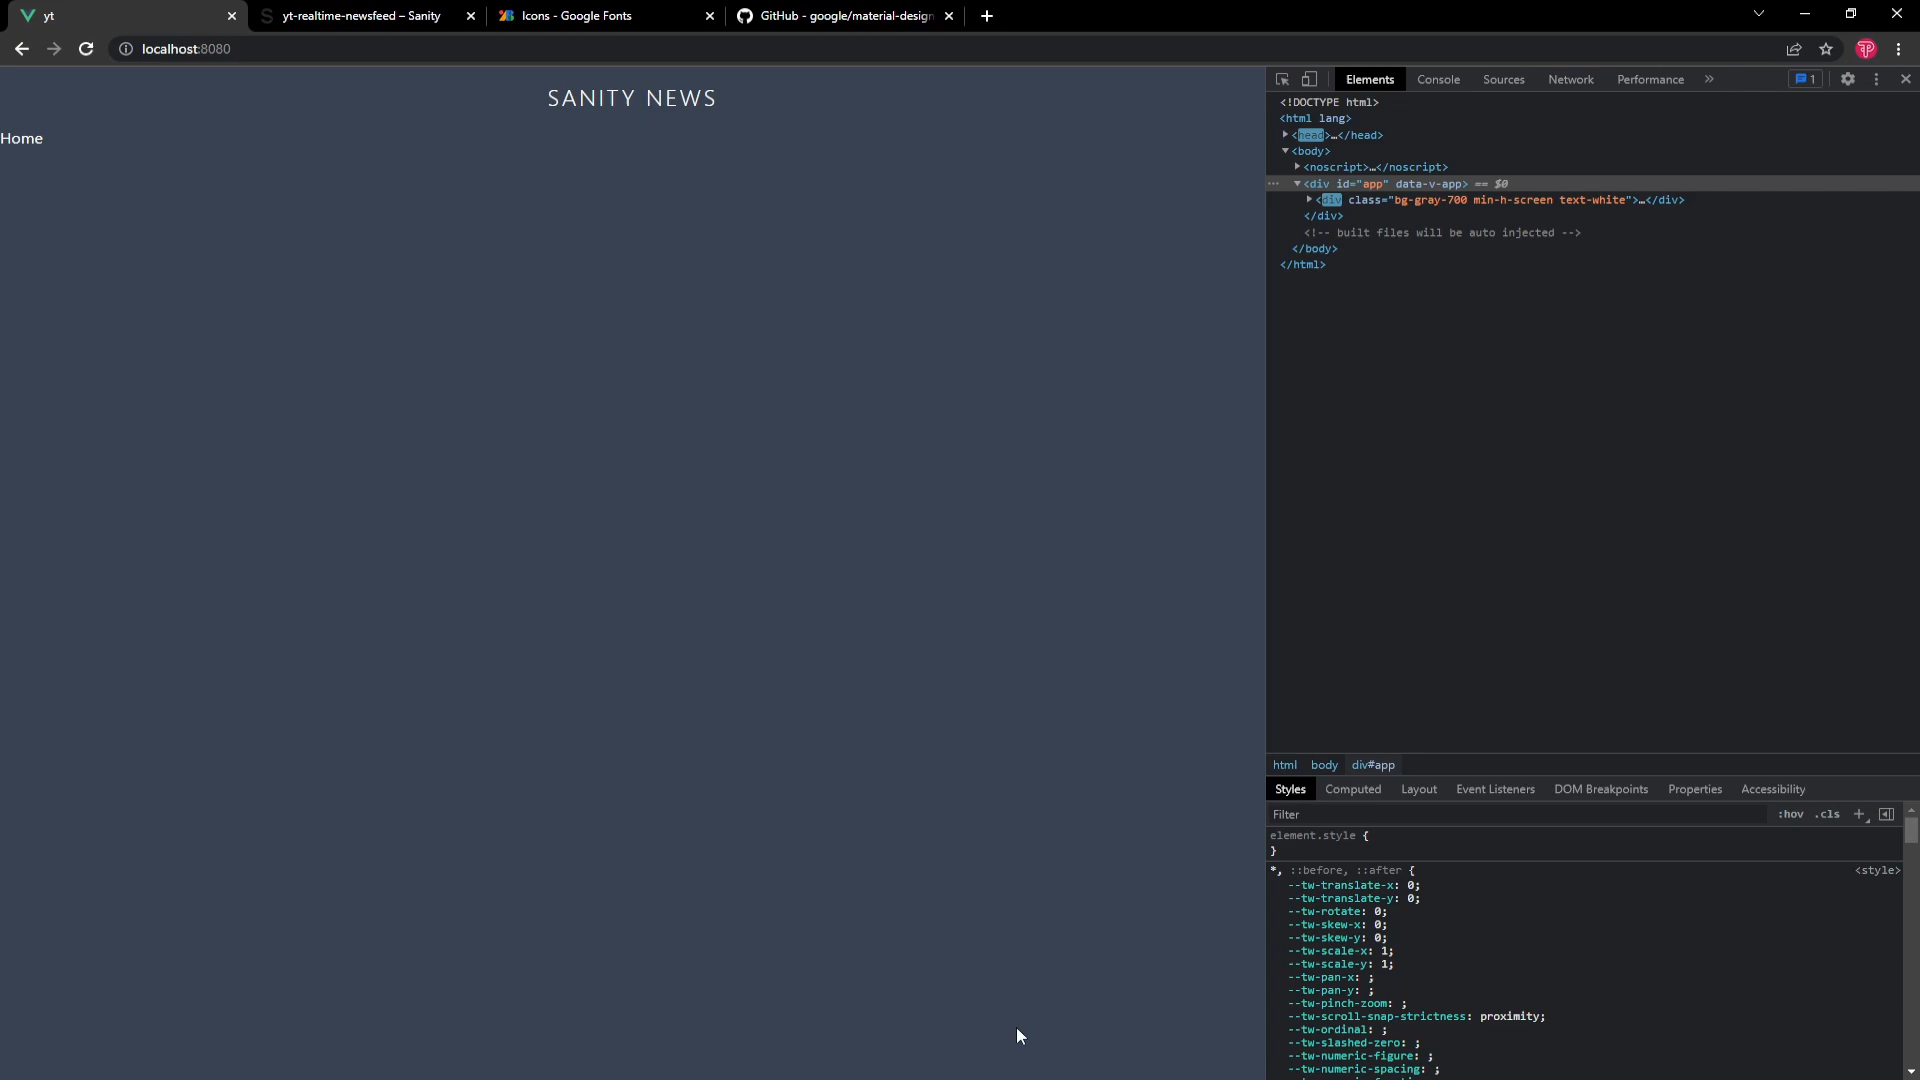 yt
yt-realtime-newsfeed – Sanity
Icons - Google Fonts
GitHub - google/material-design
localhost:8080
SANITY NEWS
Home
Elements Console Sources Network Performance » 1
<!DOCTYPE html>
<html lang>
<head>…</head>
<body>
<noscript>…</noscript>
<div id="app" data-v-app> == $0
<div class="bg-gray-700 min-h-screen text-white">…</div>
</div>
<!-- built files will be auto injected -->
</body>
</html>
html body div#app
Styles Computed Layout Event Listeners DOM Breakpoints Properties Accessibility
Filter :hov .cls
element.style {
}
*, ::before, ::after { <style>
--tw-translate-x: 0;
--tw-translate-y: 0;
--tw-rotate: 0;
--tw-skew-x: 0;
--tw-skew-y: 0;
--tw-scale-x: 1;
--tw-scale-y: 1;
--tw-pan-x: ;
--tw-pan-y: ;
--tw-pinch-zoom: ;
--tw-scroll-snap-strictness: proximity;
--tw-ordinal: ;
--tw-slashed-zero: ;
--tw-numeric-figure: ;
--tw-numeric-spacing: ;